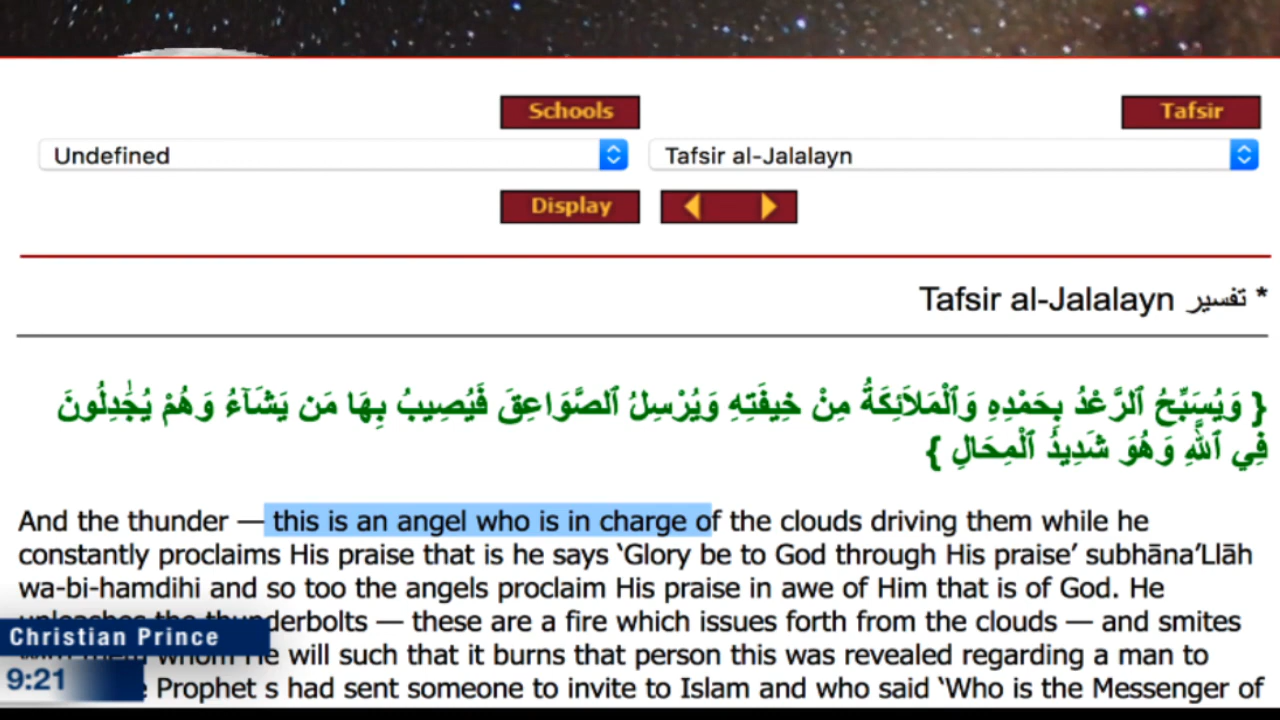 Schools
Tafsir
Undefined
Tafsir al-Jalalayn
Display
* تفسير Tafsir al-Jalalayn
{ وَيُسَبِّحُ ٱلرَّعْدُ بِحَمْدِهِ وَٱلْمَلاَئِكَةُ مِنْ خِيفَتِهِ وَيُرْسِلُ ٱلصَّوَاعِقَ فَيُصِيبُ بِهَا مَن يَشَآءُ وَهُمْ يُجَٰدِلُونَ
فِي ٱللَّهِ وَهُوَ شَدِيدُ ٱلْمِحَالِ }
And the thunder — this is an angel who is in charge of the clouds driving them while he
constantly proclaims His praise that is he says ‘Glory be to God through His praise’ subhāna’Llāh
wa-bi-hamdihi and so too the angels proclaim His praise in awe of Him that is of God. He
unleashes the thunderbolts — these are a fire which issues forth from the clouds — and smites
whom He will such that it burns that person this was revealed regarding a man to
Prophet s had sent someone to invite to Islam and who said ‘Who is the Messenger of
Christian Prince
9:21